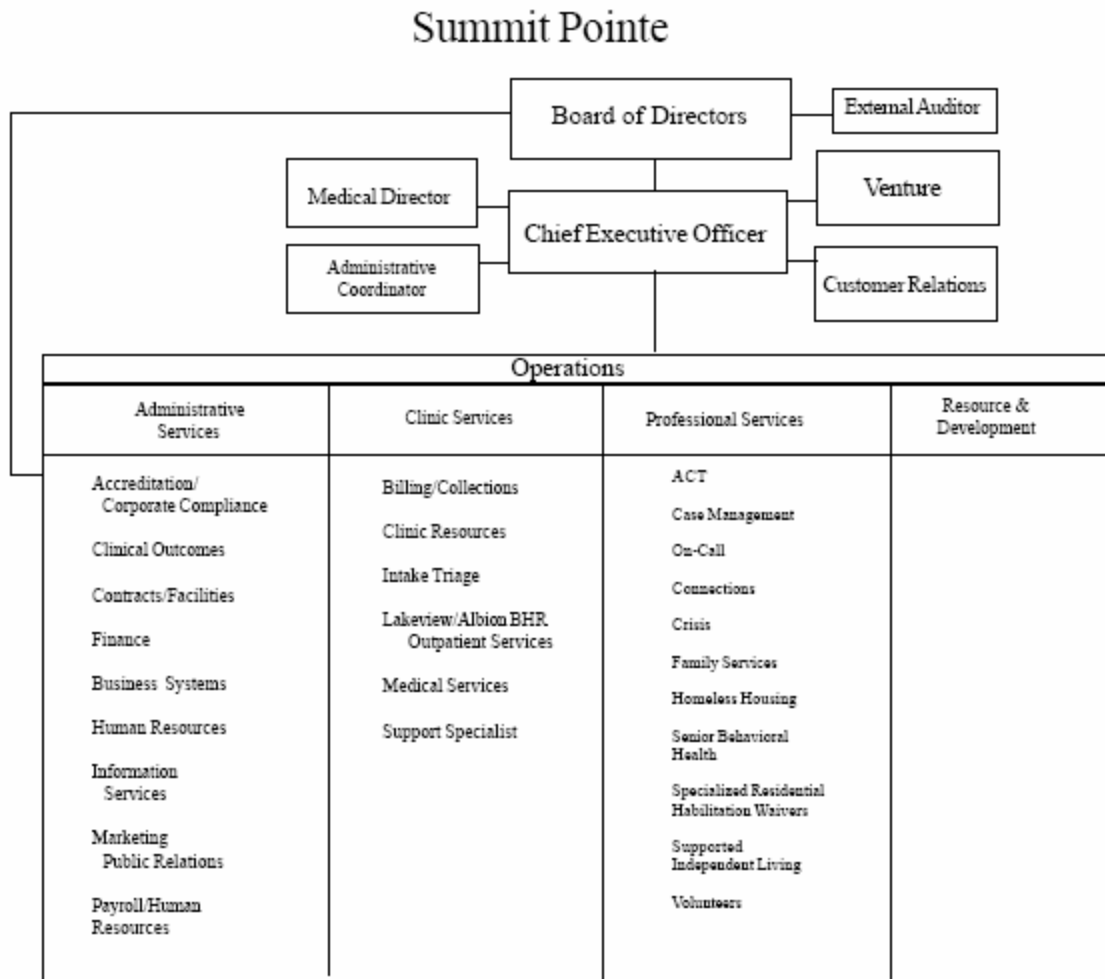 Summit Pointe
Board of Directors
External Auditor
Medical Director
Venture
Chief Executive Officer
Administrative
Coordinator
Customer Relations
Operations
Administrative
Services
Clinic Services
Professional Services
Resource &
Development
Accreditation/
Corporate Compliance
Clinical Outcomes
Contracts/Facilities
Finance
Business Systems
Human Resources
Information
Services
Marketing
Public Relations
Payroll/Human
Resources
Billing/Collections
Clinic Resources
Intake Triage
Lakeview/Albion BHR
Outpatient Services
Medical Services
Support Specialist
ACT
Case Management
On-Call
Connections
Crisis
Family Services
Homeless Housing
Senior Behavioral
Health
Specialized Residential
Habilitation Waivers
Supported
Independent Living
Volunteers